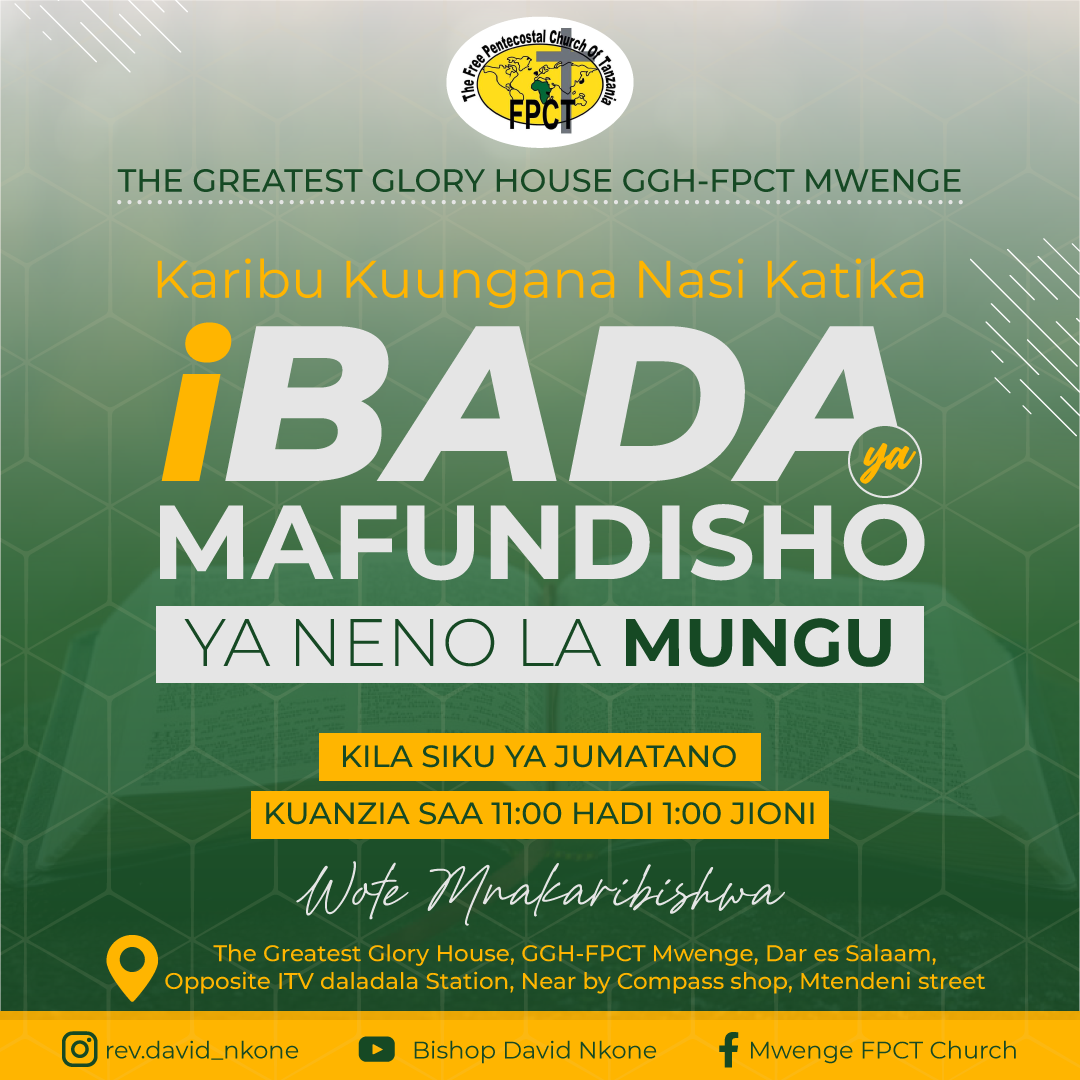 The Free Pentecostal Church Of Tanzania
FPCT
THE GREATEST GLORY HOUSE GGH-FPCT MWENGE
Karibu Kuungana Nasi Katika
iBADA ya
MAFUNDISHO
YA NENO LA MUNGU
KILA SIKU YA JUMATANO
KUANZIA SAA 11:00 HADI 1:00 JIONI
Wote Mnakaribishwa
The Greatest Glory House, GGH-FPCT Mwenge, Dar es Salaam,
Opposite ITV daladala Station, Near by Compass shop, Mtendeni street
rev.david_nkone
Bishop David Nkone
Mwenge FPCT Church